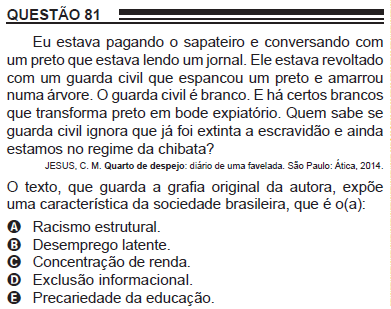 QUESTÃO 81
Eu estava pagando o sapateiro e conversando com
um preto que estava lendo um jornal. Ele estava revoltado
com um guarda civil que espancou um preto e amarrou
numa árvore. O guarda civil é branco. E há certos brancos
que transforma preto em bode expiatório. Quem sabe se
guarda civil ignora que já foi extinta a escravidão e ainda
estamos no regime da chibata?
JESUS, C. M. Quarto de despejo: diário de uma favelada. São Paulo: Ática, 2014.
O texto, que guarda a grafia original da autora, expõe
uma característica da sociedade brasileira, que é o(a):
A Racismo estrutural.
B Desemprego latente.
C Concentração de renda.
D Exclusão informacional.
E Precariedade da educação.